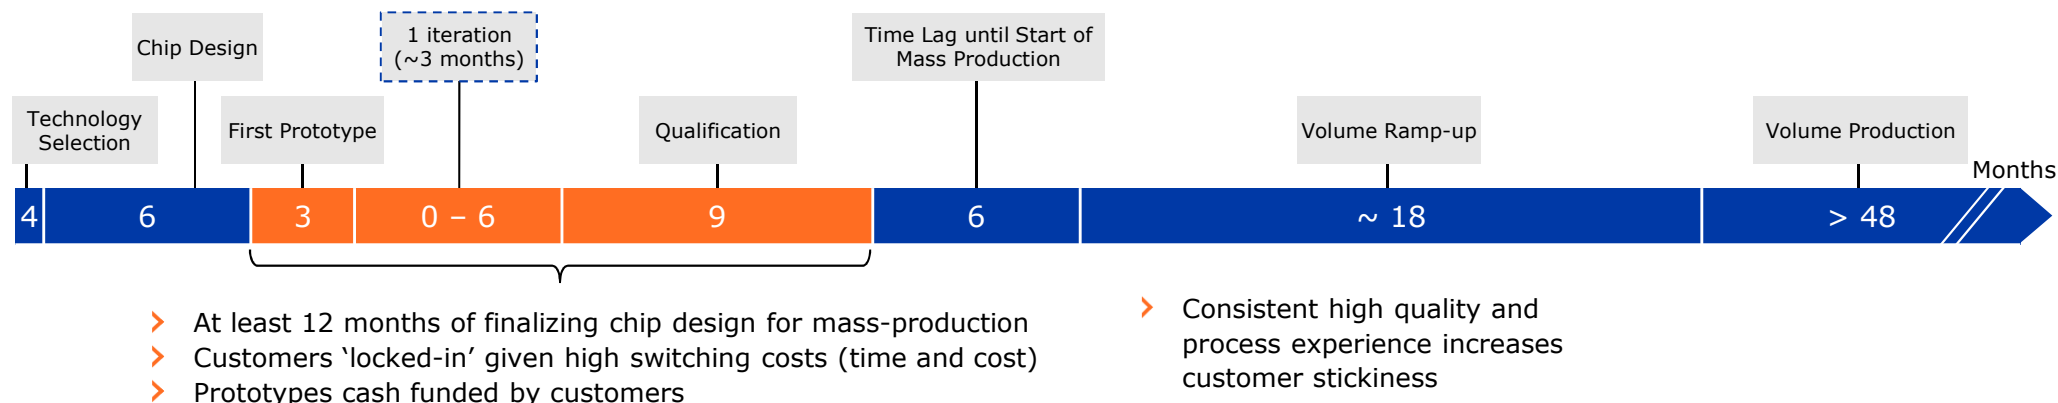 Chip Design
1 iteration
(~3 months)
Time Lag until Start of
Mass Production
Technology
Selection
First Prototype
Qualification
Volume Ramp-up
Volume Production
Months
4
6
3
0 – 6
9
6
~ 18
> 48
At least 12 months of finalizing chip design for mass-production
Customers ‘locked-in’ given high switching costs (time and cost)
Prototypes cash funded by customers
Consistent high quality and
process experience increases
customer stickiness